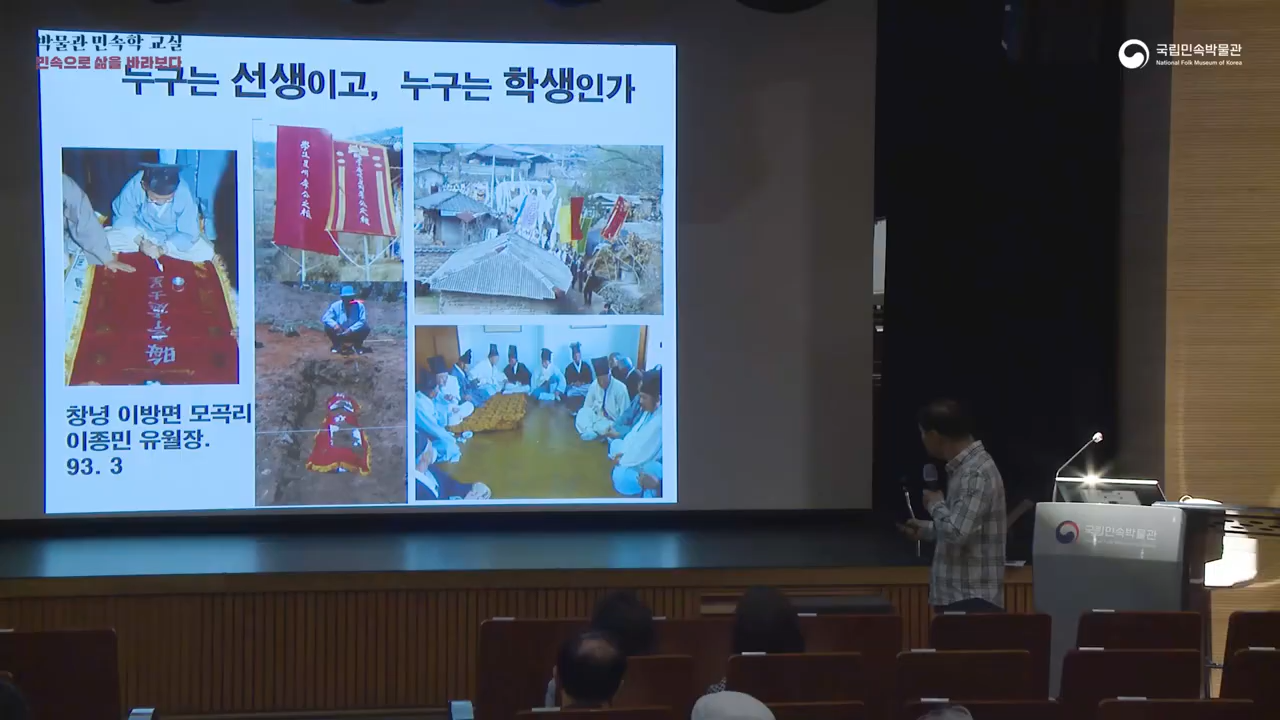 박물관 민속학 교실
민속으로 삶을 바라보다
누구는 선생이고, 누구는 학생인가
국립민속박물관
National Folk Museum of Korea
창녕 이방면 모곡리
이종민 유월장.
93. 3
국립민속박물관